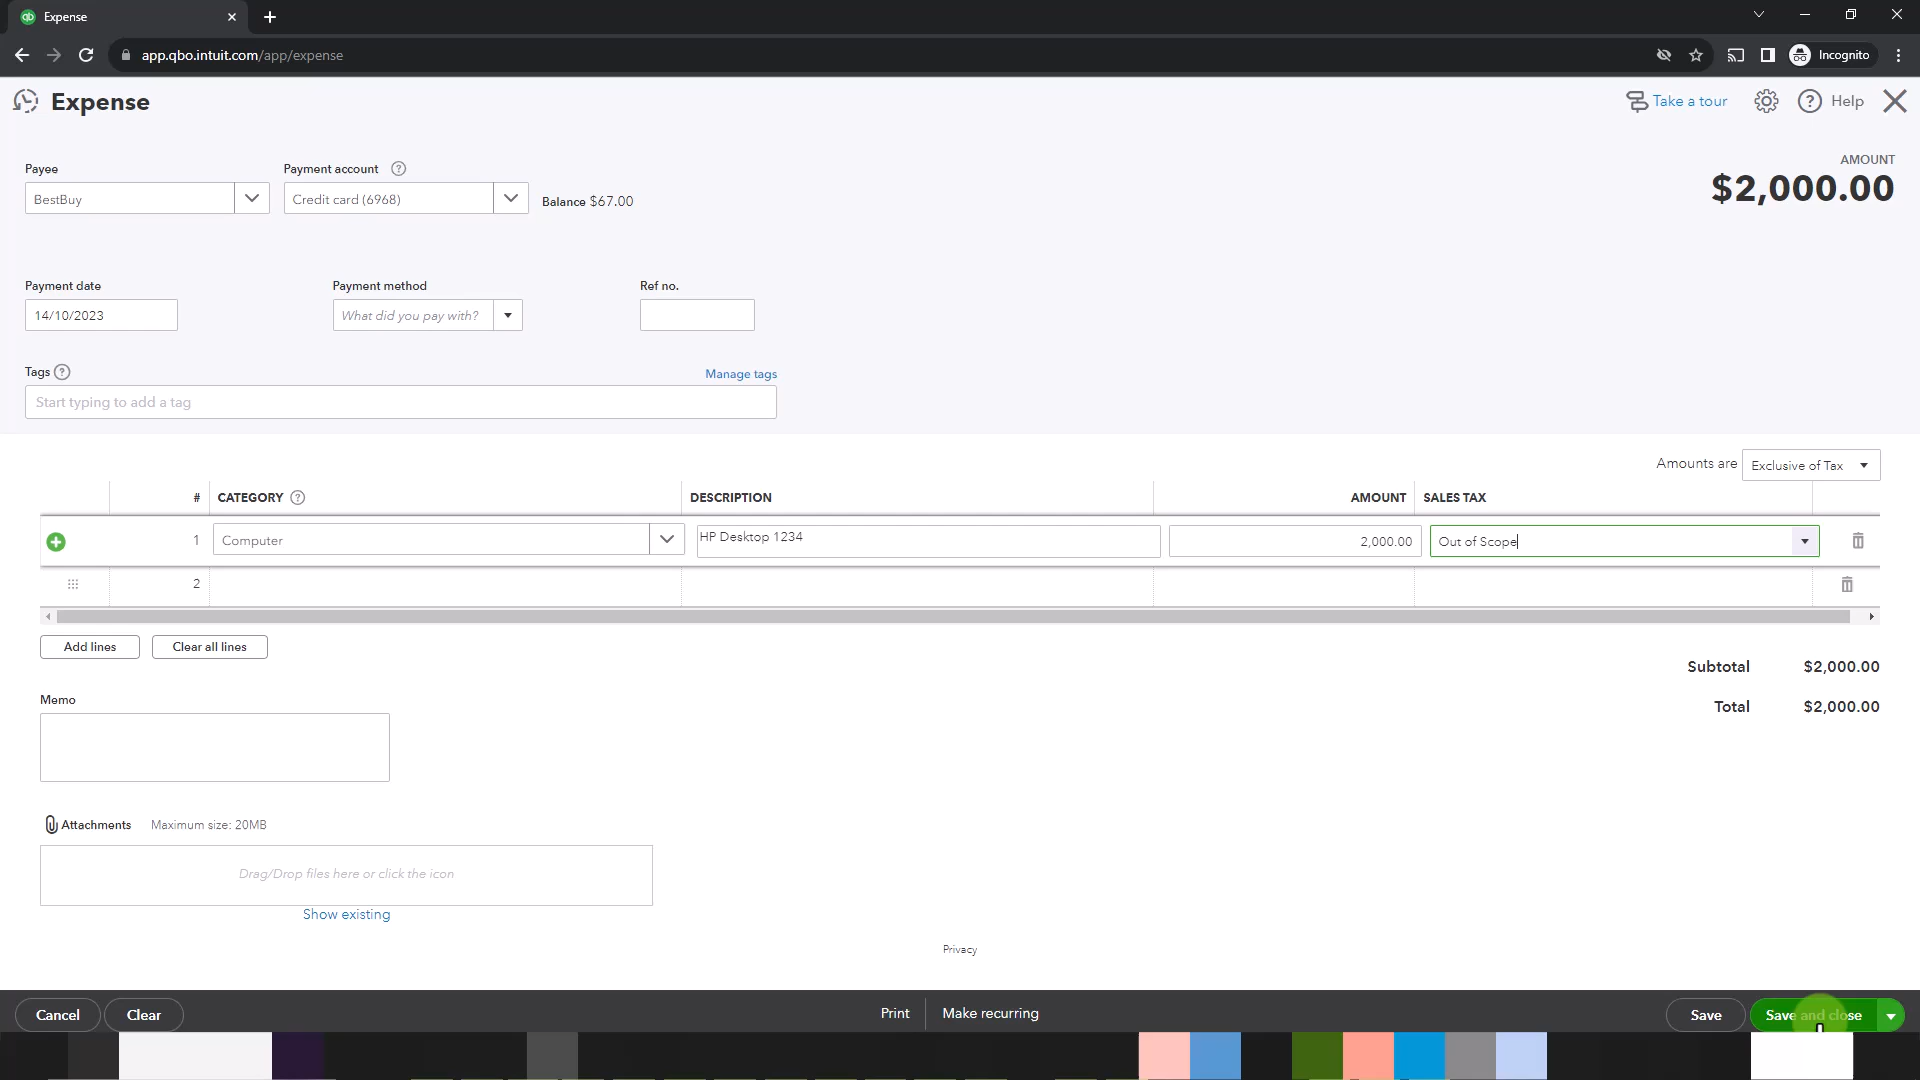 Expense
app.qbo.intuit.com/app/expense
Incognito
Expense
Take a tour
Help
Payee
Payment account
AMOUNT
$2,000.00
BestBuy
Credit card (6968)
Balance $67.00
Payment date
Payment method
Ref no.
14/10/2023
What did you pay with?
Tags
Manage tags
Start typing to add a tag
Amounts are
Exclusive of Tax
# CATEGORY DESCRIPTION AMOUNT SALES TAX
1 Computer HP Desktop 1234 2,000.00 Out of Scope
2
Add lines
Clear all lines
Subtotal $2,000.00
Memo
Total $2,000.00
Attachments Maximum size: 20MB
Drag/Drop files here or click the icon
Show existing
Privacy
Cancel
Clear
Print
Make recurring
Save
Save and close